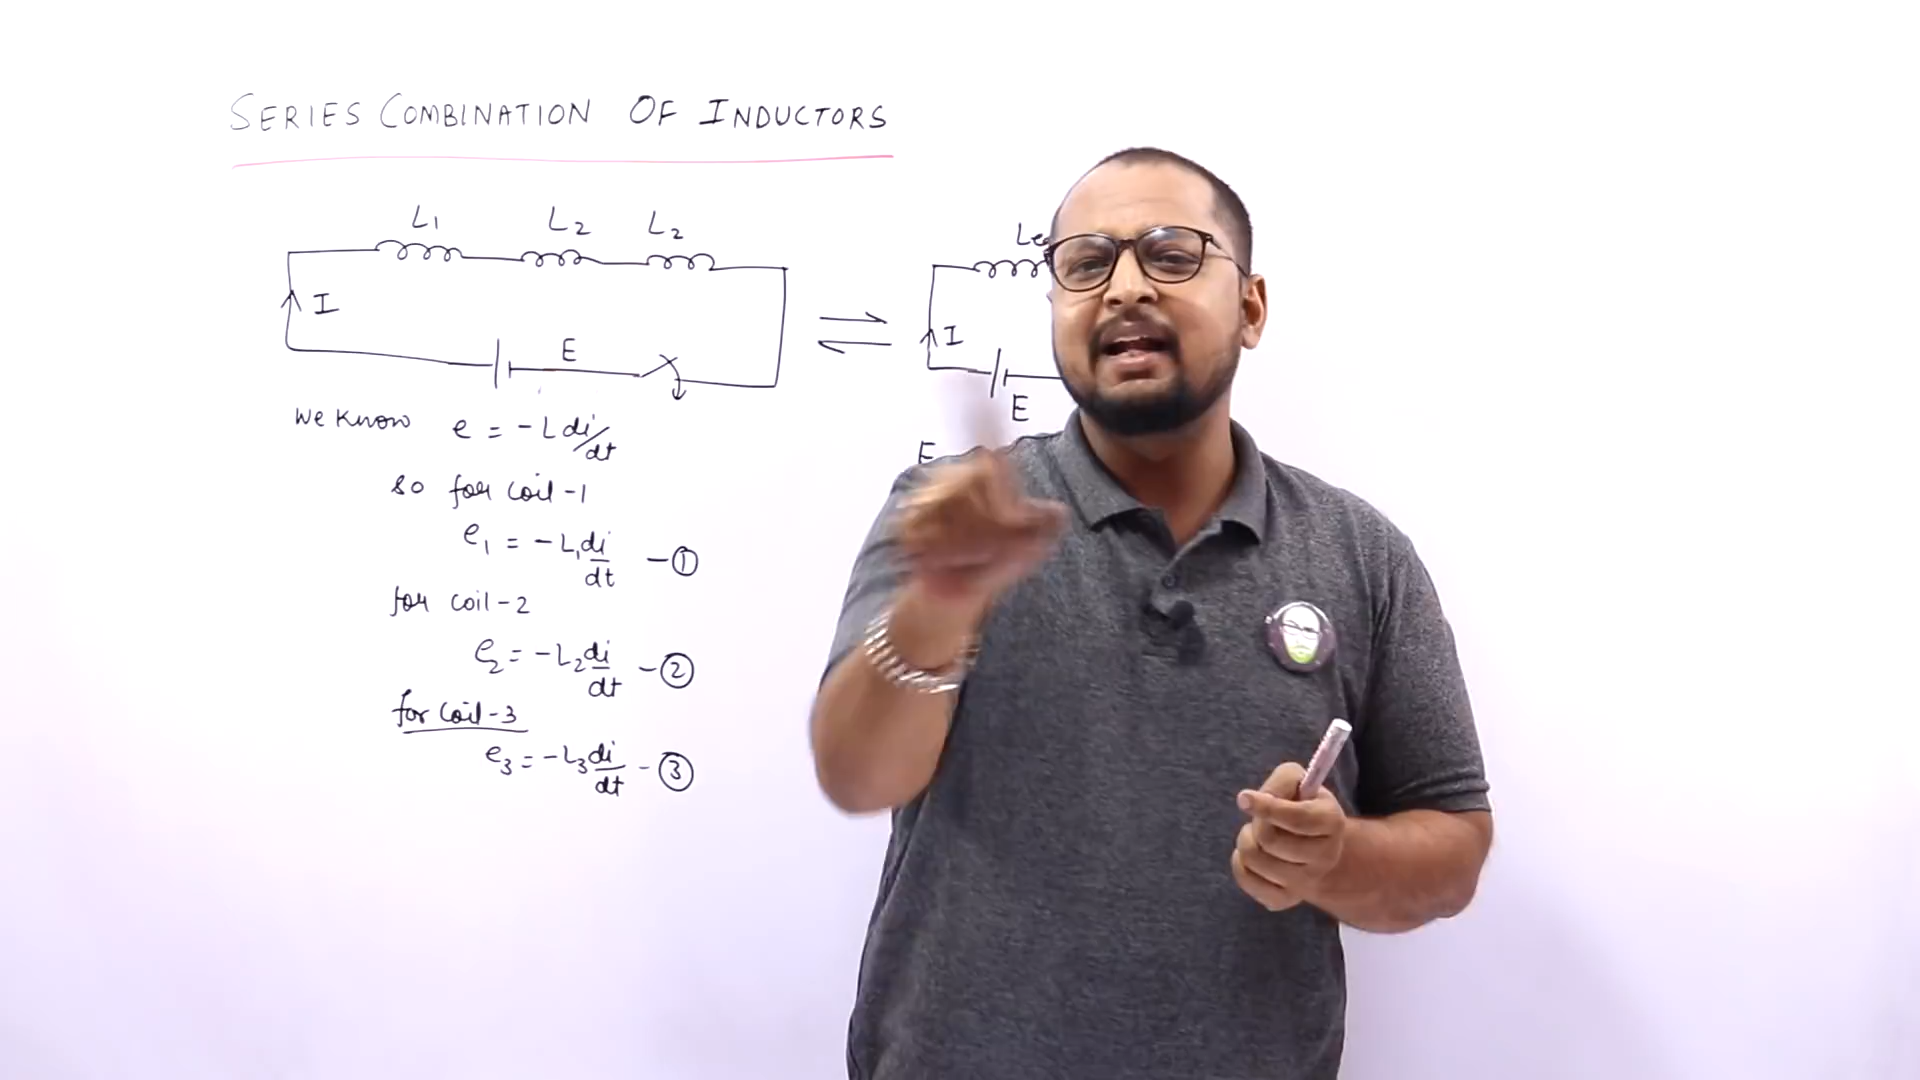 SERIES COMBINATION OF INDUCTORS
L1 L2 L2
I
E
We know e = -L di/dt
so for coil -1
e1 = -L1 di/dt -①
for coil -2
e2 = -L2 di/dt -②
for coil -3
e3 = -L3 di/dt -③
Le
I
E
E